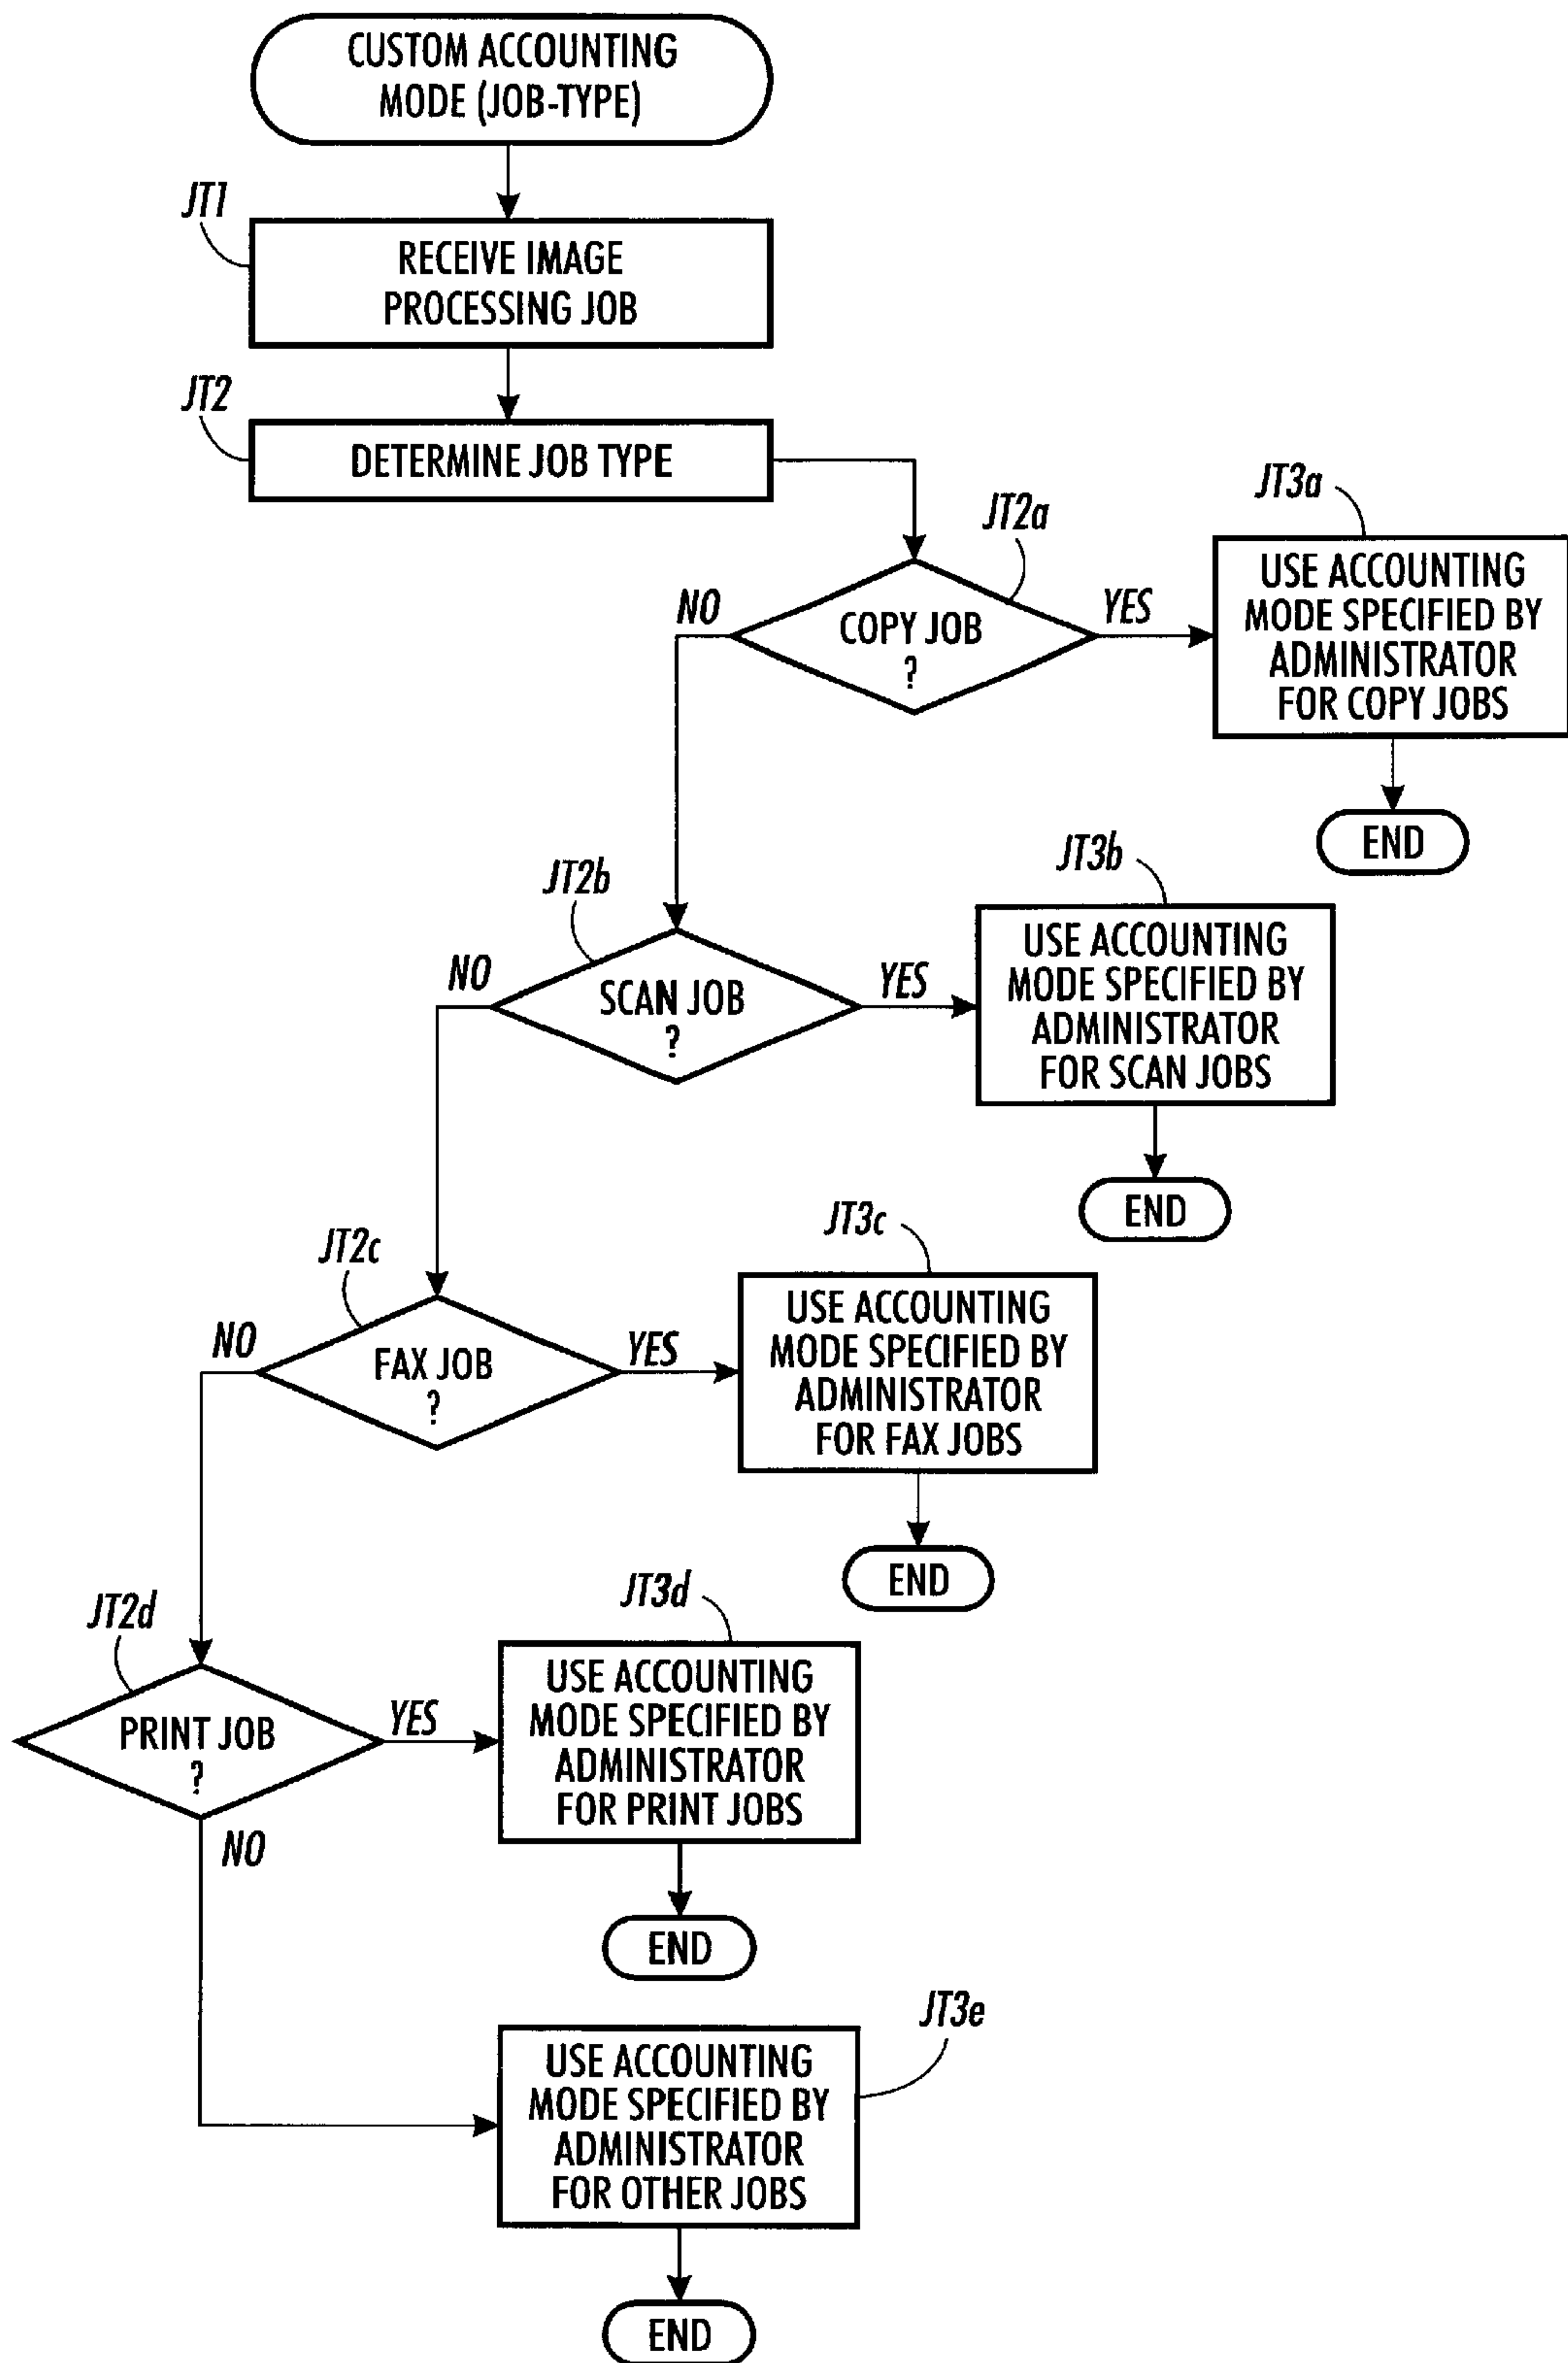 CUSTOM ACCOUNTING
MODE (JOB-TYPE)
JT1
RECEIVE IMAGE
PROCESSING JOB
JT2
DETERMINE JOB TYPE
JT2a
COPY JOB
?
NO
YES
JT3a
USE ACCOUNTING
MODE SPECIFIED BY
ADMINISTRATOR
FOR COPY JOBS
END
JT2b
SCAN JOB
?
NO
YES
JT3b
USE ACCOUNTING
MODE SPECIFIED BY
ADMINISTRATOR
FOR SCAN JOBS
END
JT2c
FAX JOB
?
NO
YES
JT3c
USE ACCOUNTING
MODE SPECIFIED BY
ADMINISTRATOR
FOR FAX JOBS
END
JT2d
PRINT JOB
?
YES
NO
JT3d
USE ACCOUNTING
MODE SPECIFIED BY
ADMINISTRATOR
FOR PRINT JOBS
END
JT3e
USE ACCOUNTING
MODE SPECIFIED BY
ADMINISTRATOR
FOR OTHER JOBS
END